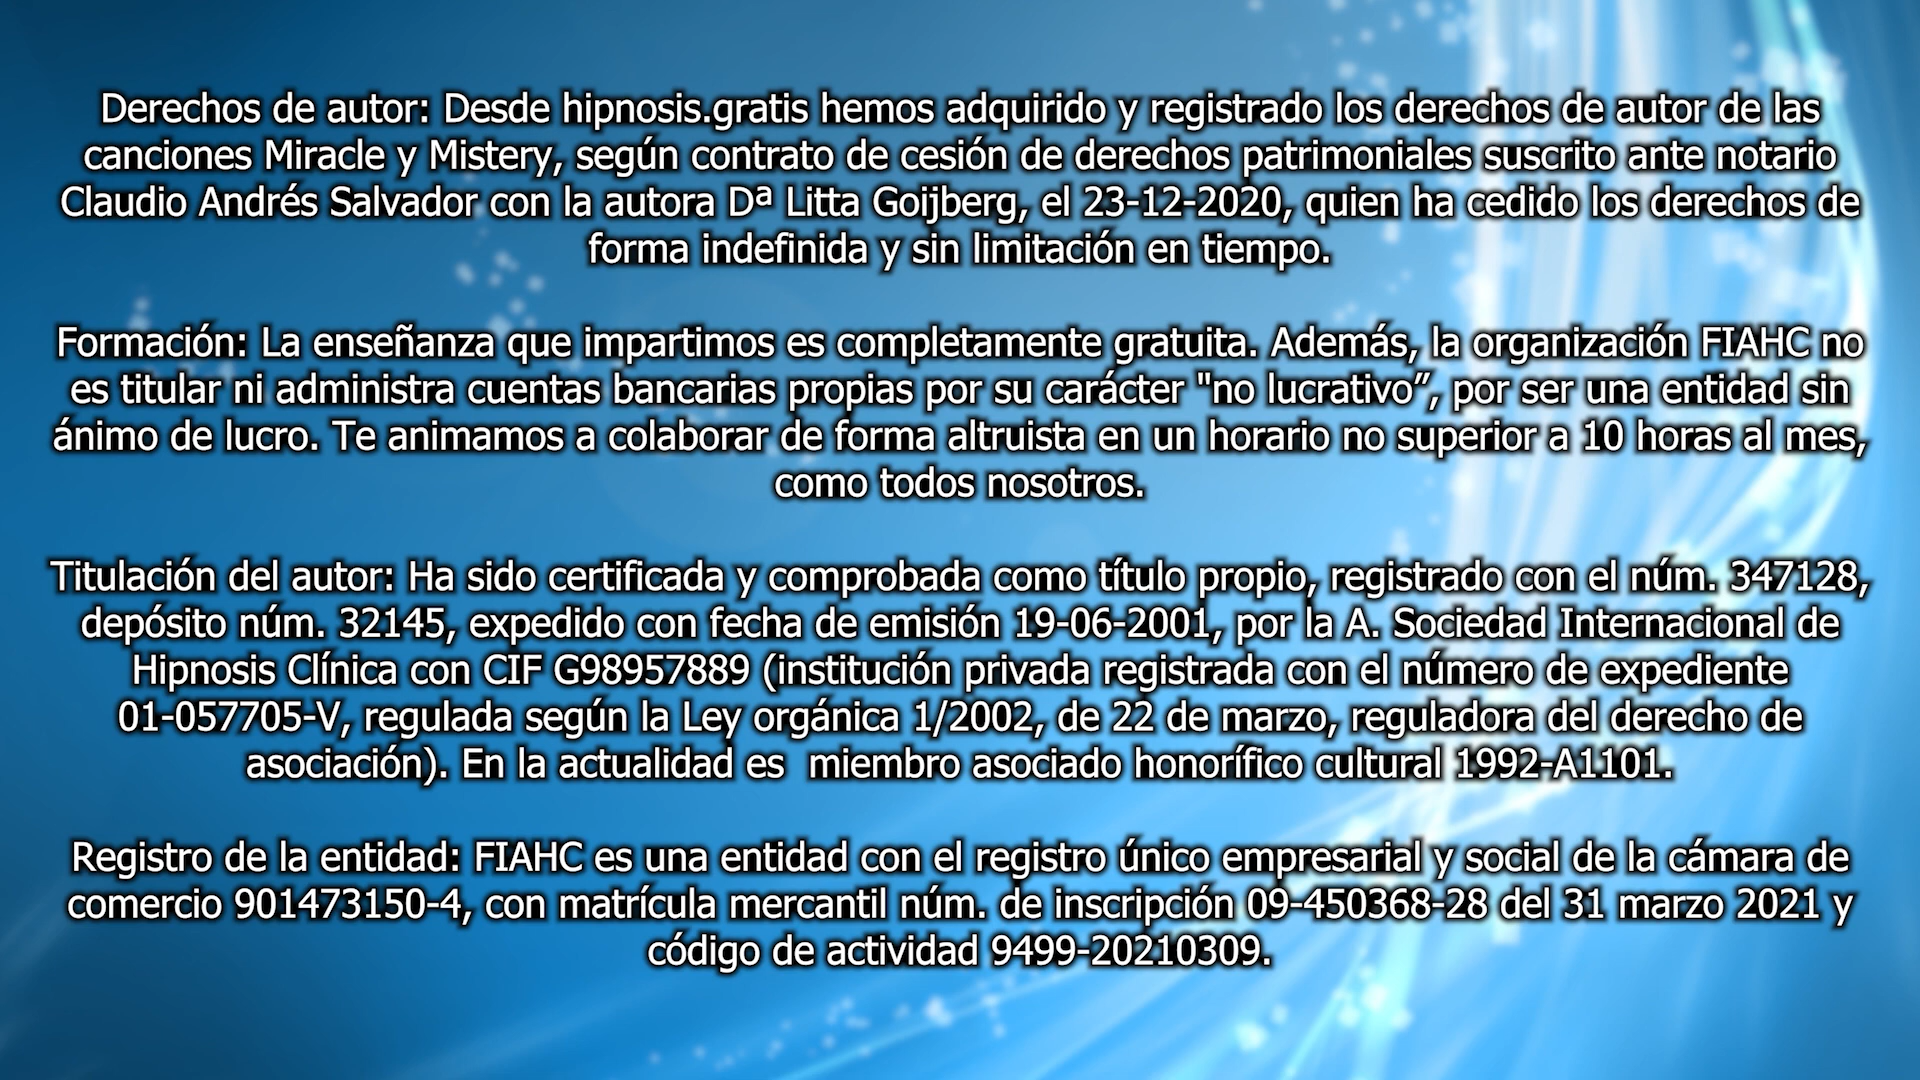 Derechos de autor: Desde hipnosis.gratis hemos adquirido y registrado los derechos de autor de las
canciones Miracle y Mistery, según contrato de cesión de derechos patrimoniales suscrito ante notario
Claudio Andrés Salvador con la autora Dª Litta Goijberg, el 23-12-2020, quien ha cedido los derechos de
forma indefinida y sin limitación en tiempo.
Formación: La enseñanza que impartimos es completamente gratuita. Además, la organización FIAHC no
es titular ni administra cuentas bancarias propias por su carácter "no lucrativo”, por ser una entidad sin
ánimo de lucro. Te animamos a colaborar de forma altruista en un horario no superior a 10 horas al mes,
como todos nosotros.
Titulación del autor: Ha sido certificada y comprobada como título propio, registrado con el núm. 347128,
depósito núm. 32145, expedido con fecha de emisión 19-06-2001, por la A. Sociedad Internacional de
Hipnosis Clínica con CIF G98957889 (institución privada registrada con el número de expediente
01-057705-V, regulada según la Ley orgánica 1/2002, de 22 de marzo, reguladora del derecho de
asociación). En la actualidad es  miembro asociado honorífico cultural 1992-A1101.
Registro de la entidad: FIAHC es una entidad con el registro único empresarial y social de la cámara de
comercio 901473150-4, con matrícula mercantil núm. de inscripción 09-450368-28 del 31 marzo 2021 y
código de actividad 9499-20210309.